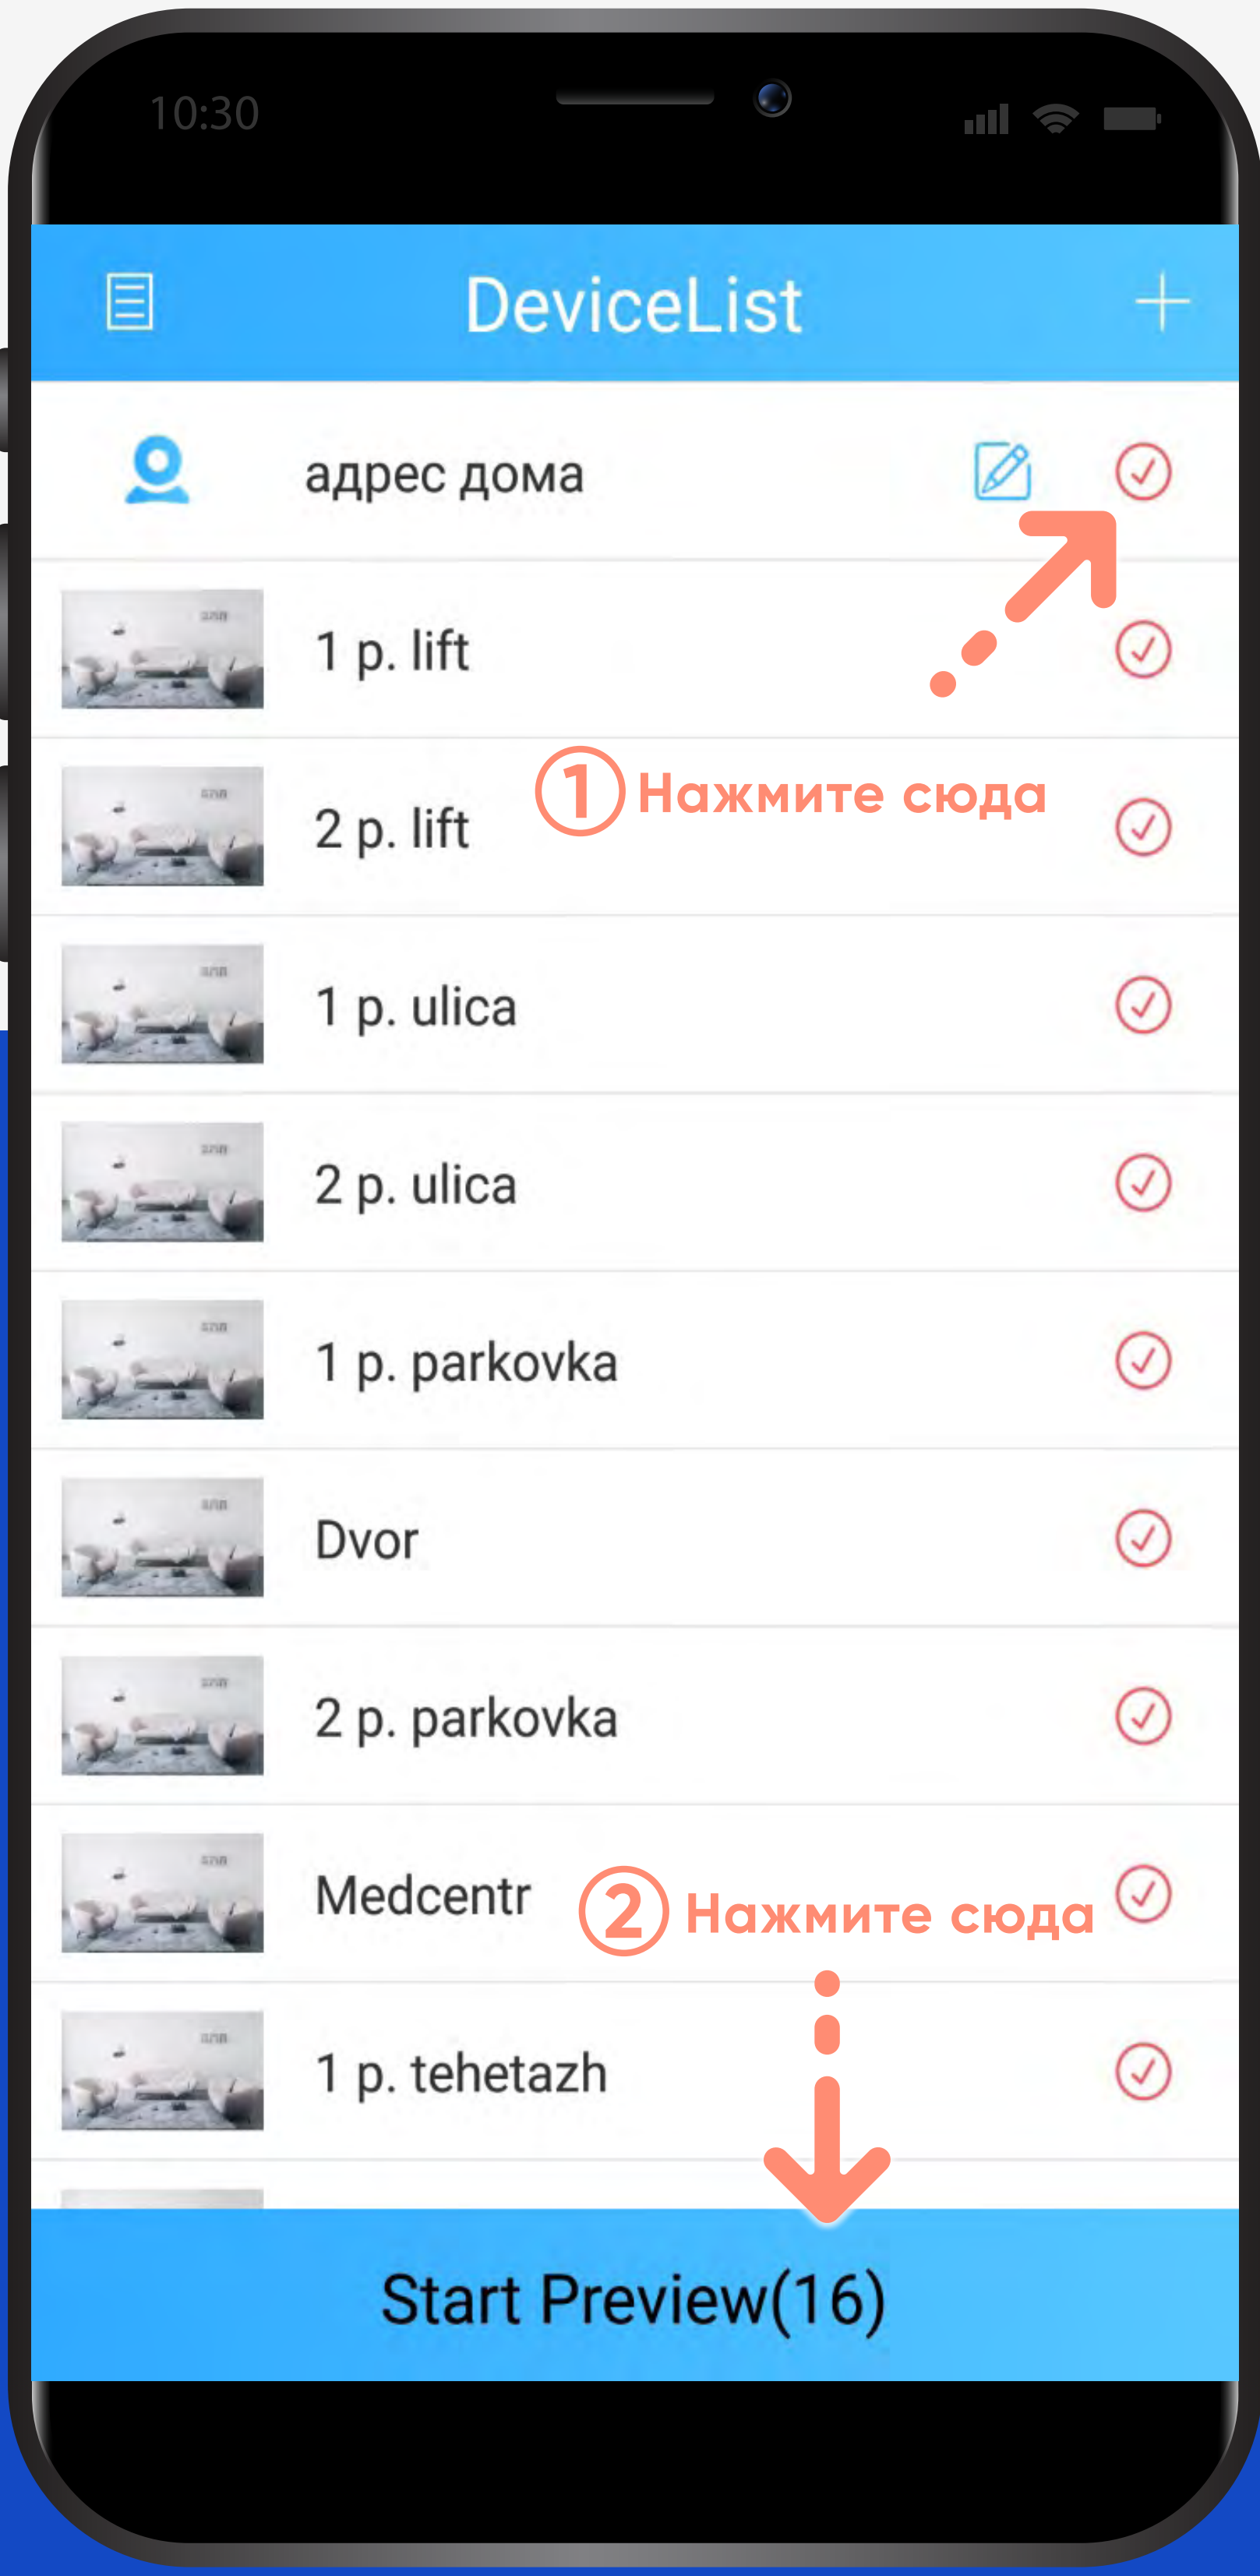 10:30
DeviceList
адрес дома
1 p. lift
① Нажмите сюда
2 p. lift
1 p. ulica
2 p. ulica
1 p. parkovka
Dvor
2 p. parkovka
Medcentr
② Нажмите сюда
1 p. tehetazh
Start Preview(16)